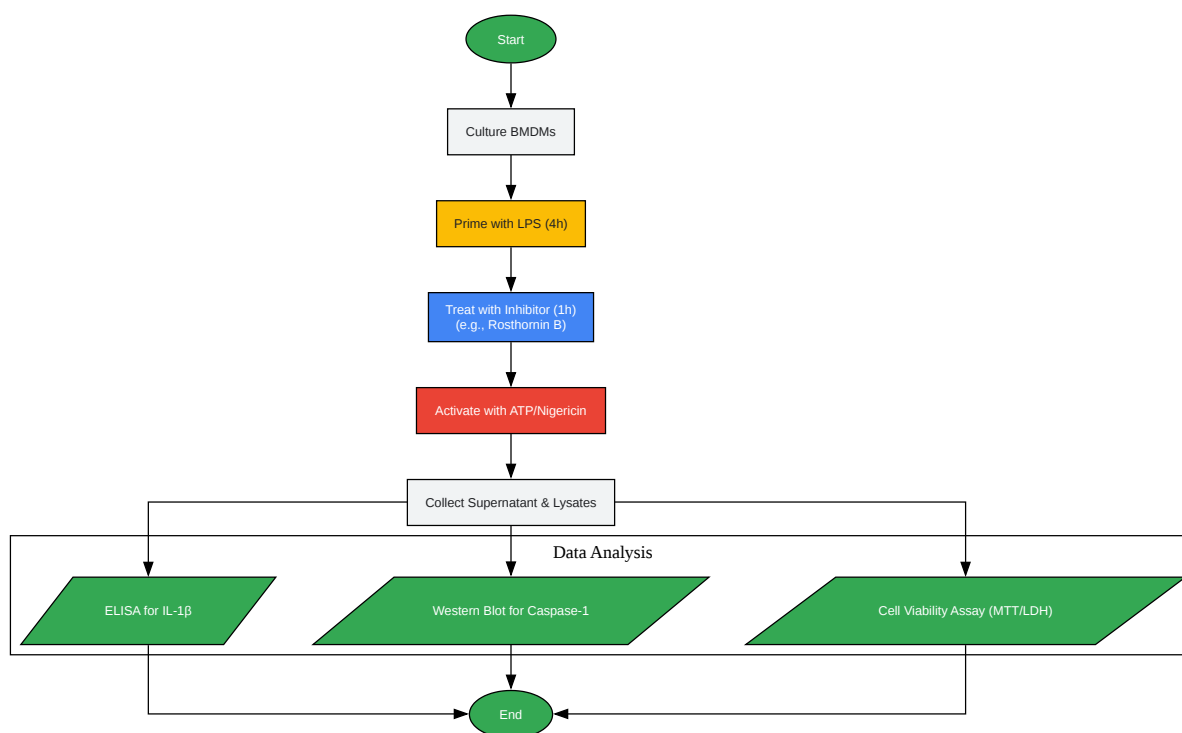 Start
Culture BMDMs
Prime with LPS (4h)
Treat with Inhibitor (1h)
(e.g., Rosthornin B)
Activate with ATP/Nigericin
Collect Supernatant & Lysates
Data Analysis
ELISA for IL-1β
Western Blot for Caspase-1
Cell Viability Assay (MTT/LDH)
End